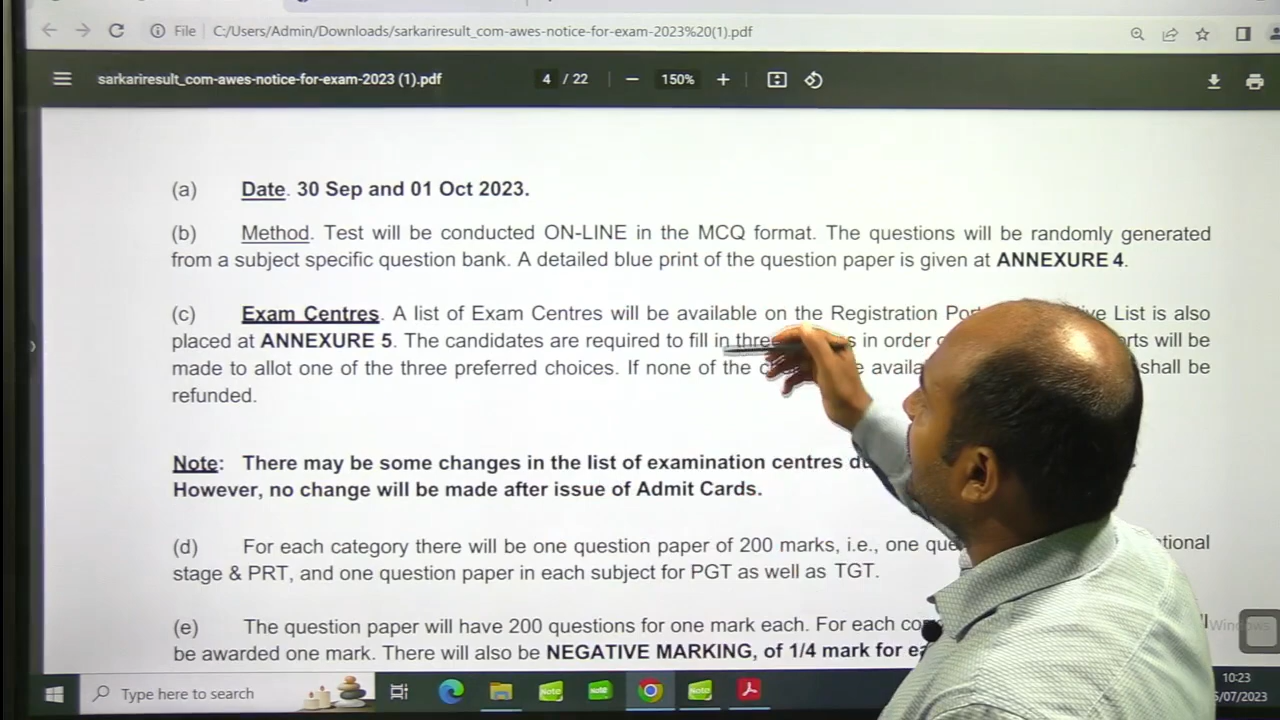 File C:/Users/Admin/Downloads/sarkariresult_com-awes-notice-for-exam-2023%20(1).pdf
sarkariresult_com-awes-notice-for-exam-2023 (1).pdf 4 / 22 150%
(a) Date. 30 Sep and 01 Oct 2023.
(b) Method. Test will be conducted ON-LINE in the MCQ format. The questions will be randomly generated
from a subject specific question bank. A detailed blue print of the question paper is given at ANNEXURE 4.
(c) Exam Centres. A list of Exam Centres will be available on the Registration List is also
placed at ANNEXURE 5. The candidates are required to fill in three in order will be
made to allot one of the three preferred choices. If none of the shall be
refunded.
Note: There may be some changes in the list of examination centres
However, no change will be made after issue of Admit Cards.
(d) For each category there will be one question paper of 200 marks, i.e., one
stage & PRT, and one question paper in each subject for PGT as well as TGT.
(e) The question paper will have 200 questions for one mark each. For each
be awarded one mark. There will also be NEGATIVE MARKING, of 1/4 mark for
Windows
Type here to search Note Note Note 10:23
/07/2023